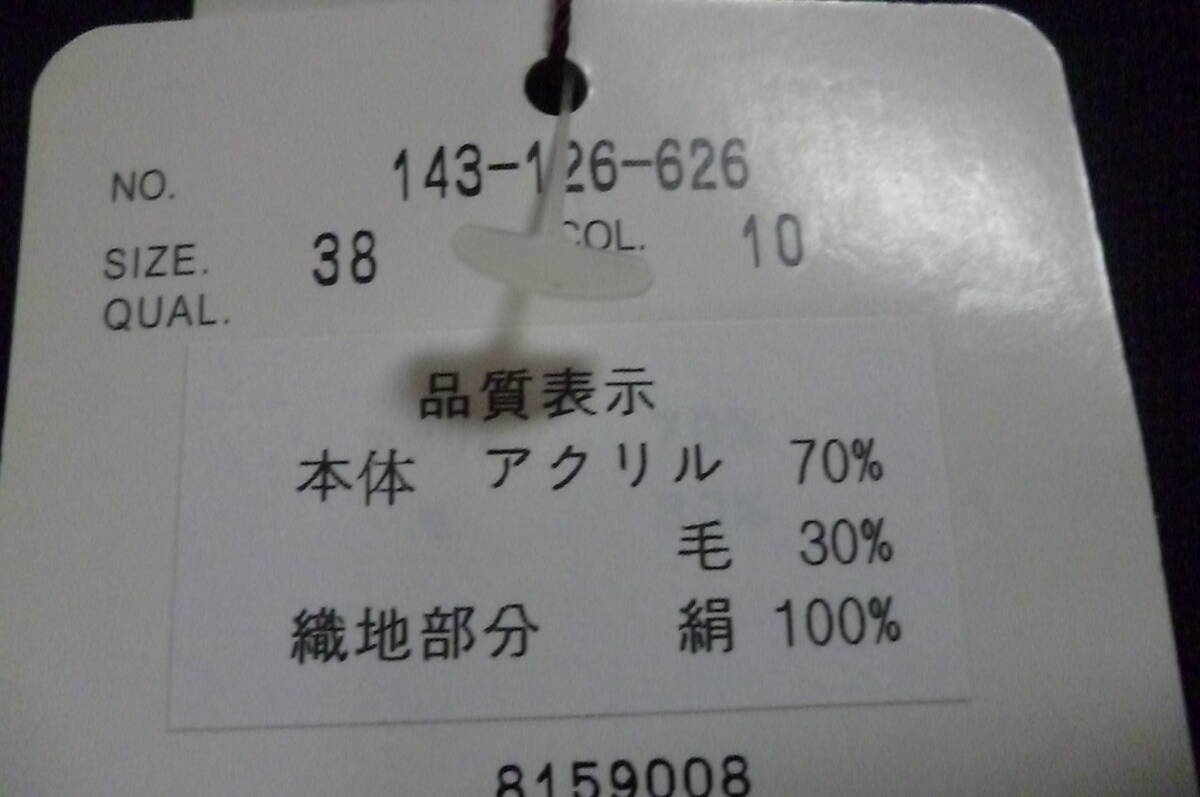 NO. 143-126-626
SIZE. 38 COL. 10
QUAL.
品質表示
本体 アクリル 70%
毛 30%
織地部分 絹 100%
8159008